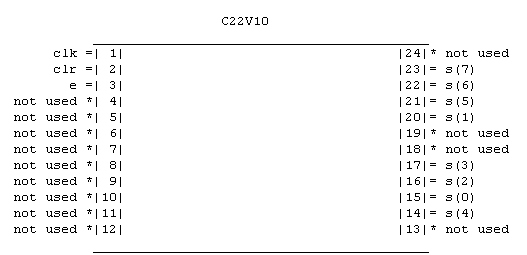 C22V10
clk =| 1| |24|* not used
clr =| 2| |23|= s(7)
e =| 3| |22|= s(6)
not used *| 4| |21|= s(5)
not used *| 5| |20|= s(1)
not used *| 6| |19|* not used
not used *| 7| |18|* not used
not used *| 8| |17|= s(3)
not used *| 9| |16|= s(2)
not used *|10| |15|= s(0)
not used *|11| |14|= s(4)
not used *|12| |13|* not used